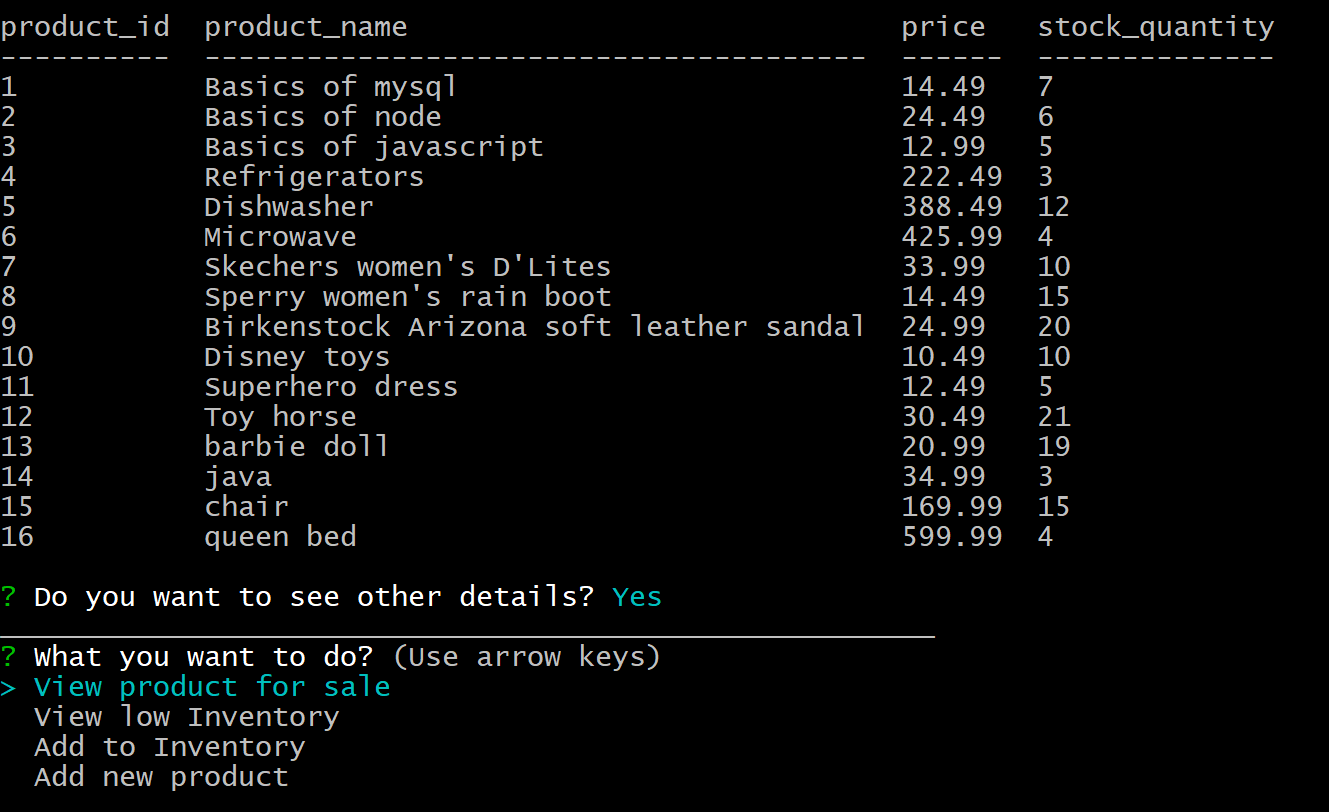 product_id  product_name                             price   stock_quantity
----------  ---------------------------------------  ------  --------------
1           Basics of mysql                          14.49   7
2           Basics of node                           24.49   6
3           Basics of javascript                     12.99   5
4           Refrigerators                            222.49  3
5           Dishwasher                               388.49  12
6           Microwave                                425.99  4
7           Skechers women's D'Lites                 33.99   10
8           Sperry women's rain boot                 14.49   15
9           Birkenstock Arizona soft leather sandal  24.99   20
10          Disney toys                              10.49   10
11          Superhero dress                          12.49   5
12          Toy horse                                30.49   21
13          barbie doll                              20.99   19
14          java                                     34.99   3
15          chair                                    169.99  15
16          queen bed                                599.99  4
? Do you want to see other details? Yes
_______________________________________________________
? What you want to do? (Use arrow keys)
> View product for sale
  View low Inventory
  Add to Inventory
  Add new product